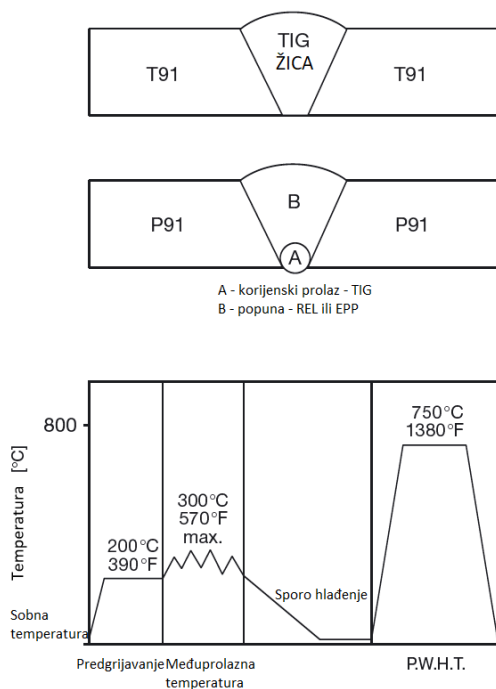 TIG
ŽICA
T91
T91
B
P91
P91
A
A - korijenski prolaz - TIG
B - popuna - REL ili EPP
Temperatura [°C]
800
750°C
1380°F
300°C
570°F
max.
200°C
390°F
Sporo hlađenje
Sobna
temperatura
Predgrijavanje
Međuprolazna
temperatura
P.W.H.T.